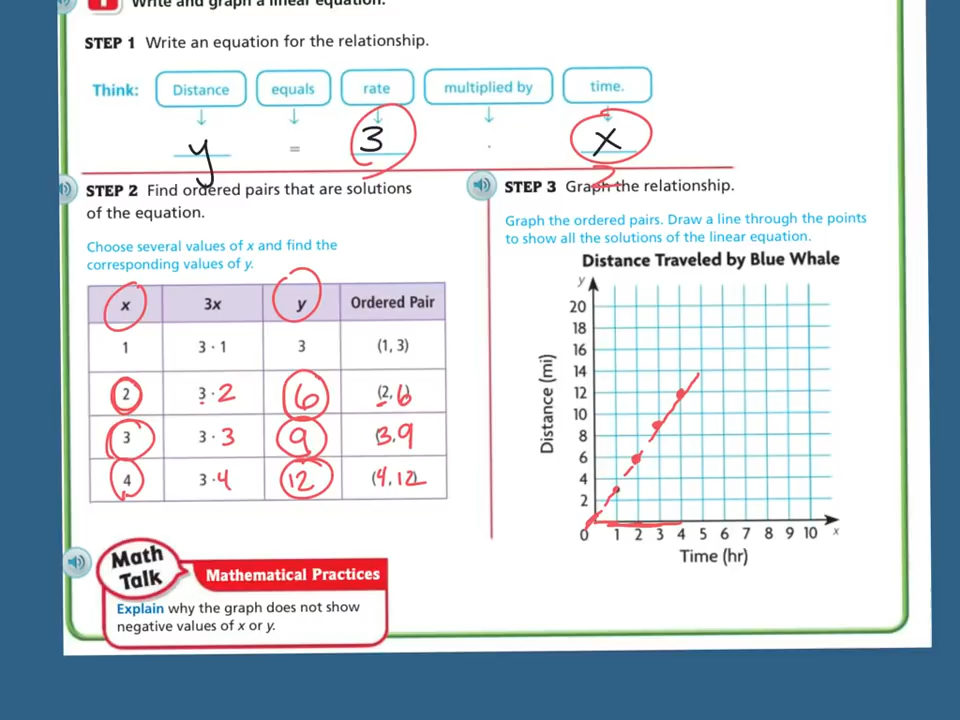 Write and graph a linear equation.
STEP 1 Write an equation for the relationship.
Think: Distance equals rate multiplied by time.
y = 3 · x
STEP 2 Find ordered pairs that are solutions
of the equation.
Choose several values of x and find the
corresponding values of y.
x 3x y Ordered Pair
1 3 · 1 3 (1, 3)
2 3 · 2 6 (2, 6)
3 3 · 3 9 3.9
4 3 · 4 12 (4, 12)
STEP 3 Graph the relationship.
Graph the ordered pairs. Draw a line through the points
to show all the solutions of the linear equation.
Distance Traveled by Blue Whale
y
20
18
16
14
12
10
8
6
4
2
0 1 2 3 4 5 6 7 8 9 10 x
Distance (mi)
Time (hr)
Math
Talk
Mathematical Practices
Explain why the graph does not show
negative values of x or y.